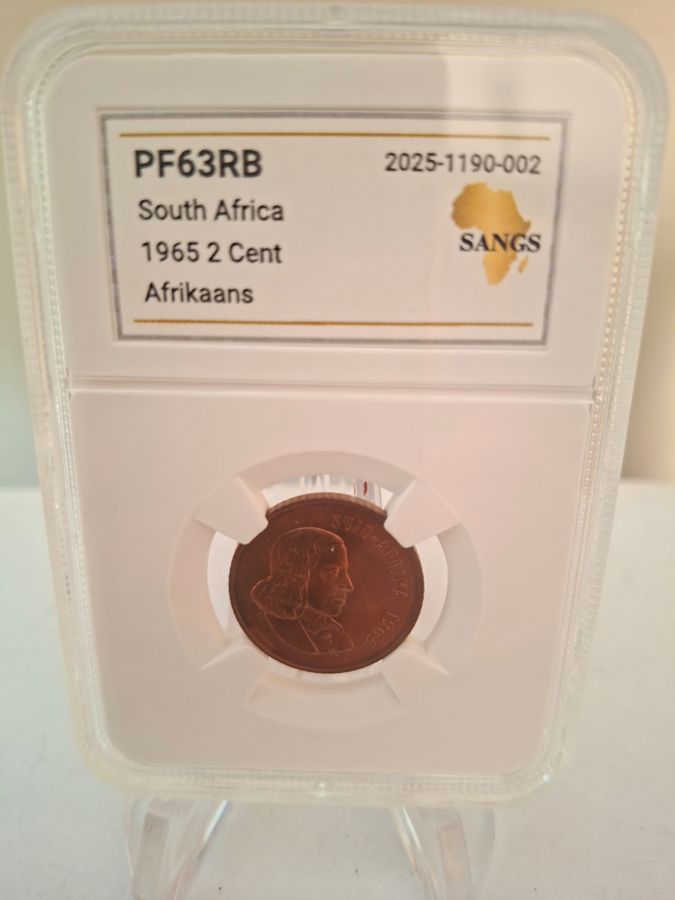 PF63RB
2025-1190-002
South Africa
1965 2 Cent
Afrikaans
SANGS
SUID-AFRIKA 1965